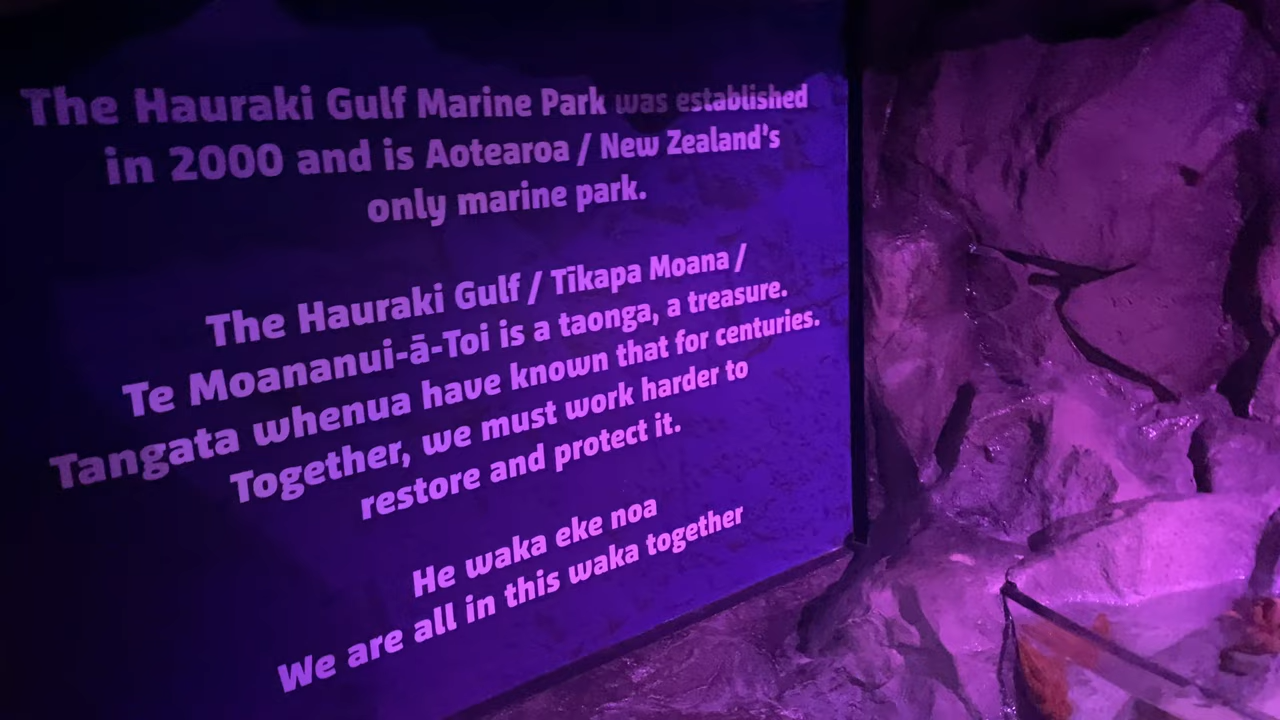 The Hauraki Gulf Marine Park was established
in 2000 and is Aotearoa / New Zealand's
only marine park.
The Hauraki Gulf / Tīkapa Moana /
Te Moananui-ā-Toi is a taonga, a treasure.
Tangata whenua have known that for centuries.
Together, we must work harder to
restore and protect it.
He waka eke noa
We are all in this waka together